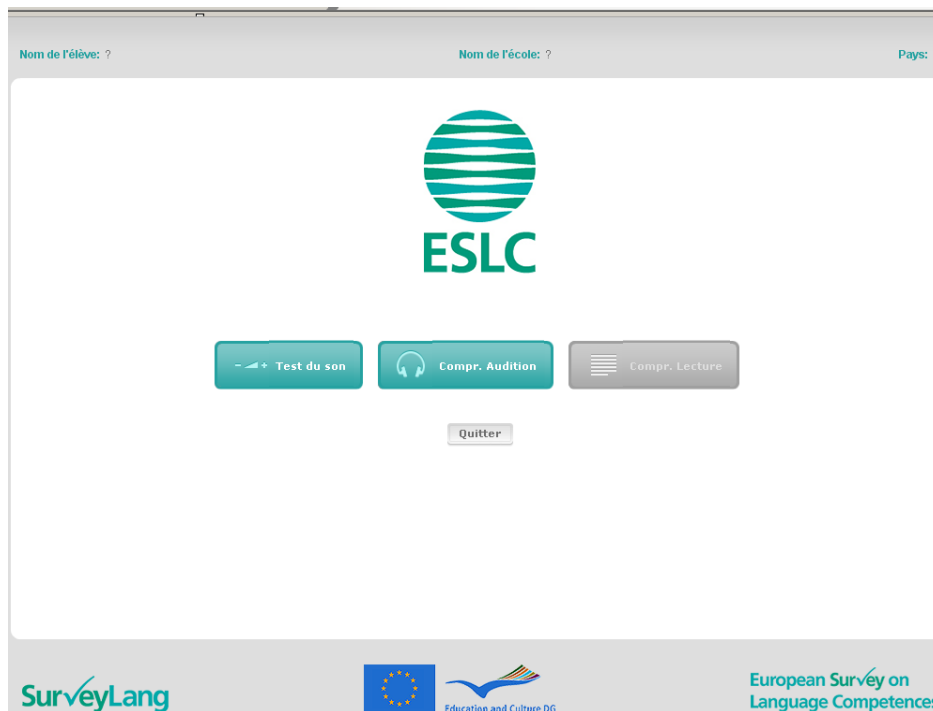 Nom de l'élève: ? Nom de l'école: ? Pays:
ESLC
- + Test du son Compr. Audition Compr. Lecture
Quitter
SurveyLang
Education and Culture DG
European Survey on
Language Competences